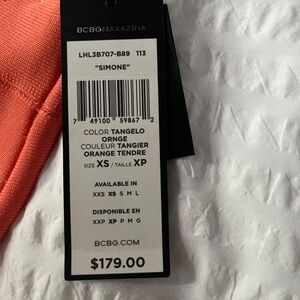 BCBGMAXAZRIA
LHL3B707-B89 113
"SIMONE"
7 49100 59867 2
COLOR TANGELO
ORNGE
COULEUR TANGIER
ORANGE TENDRE
SIZE XS / TAILLE XP
AVAILABLE IN
XXS XS S M L
DISPONIBLE EN
XXP XP P M G
BCBG.COM
$179.00